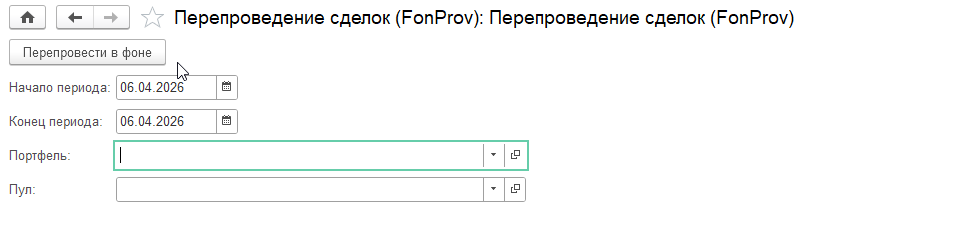 Перепроведение сделок (FonProv): Перепроведение сделок (FonProv)
Перепровести в фоне
Начало периода: 06.04.2026
Конец периода: 06.04.2026
Портфель:
Пул: